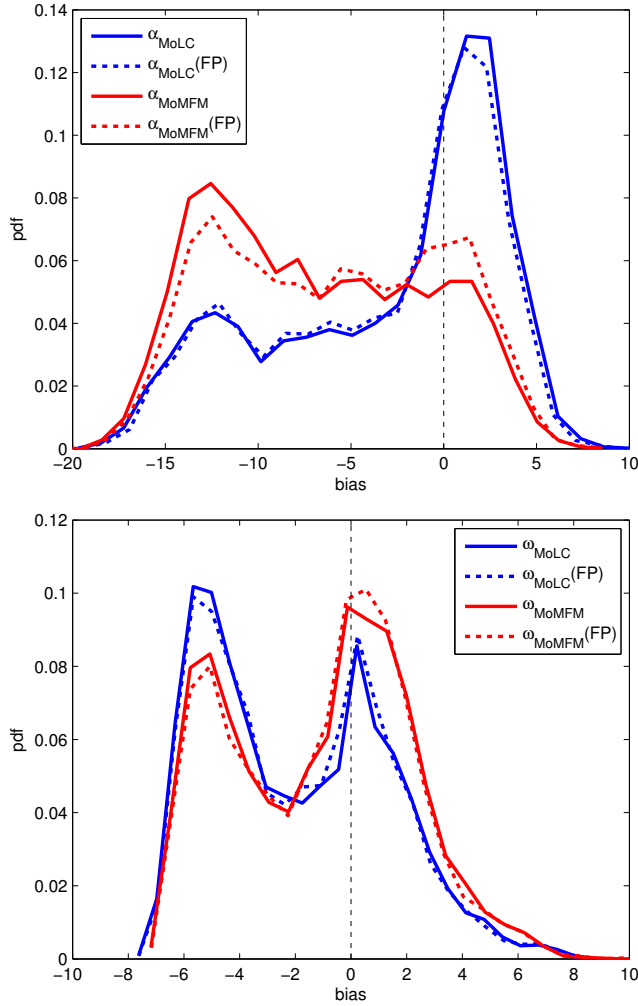 0.14
0.12
0.1
0.08
0.06
0.04
0.02
0
pdf
α_MoLC
α_MoLC(FP)
α_MoMFM
α_MoMFM(FP)
−20 −15 −10 −5 0 5 10
bias
0.12
0.1
0.08
0.06
0.04
0.02
0
pdf
ω_MoLC
ω_MoLC(FP)
ω_MoMFM
ω_MoMFM(FP)
−10 −8 −6 −4 −2 0 2 4 6 8 10
bias